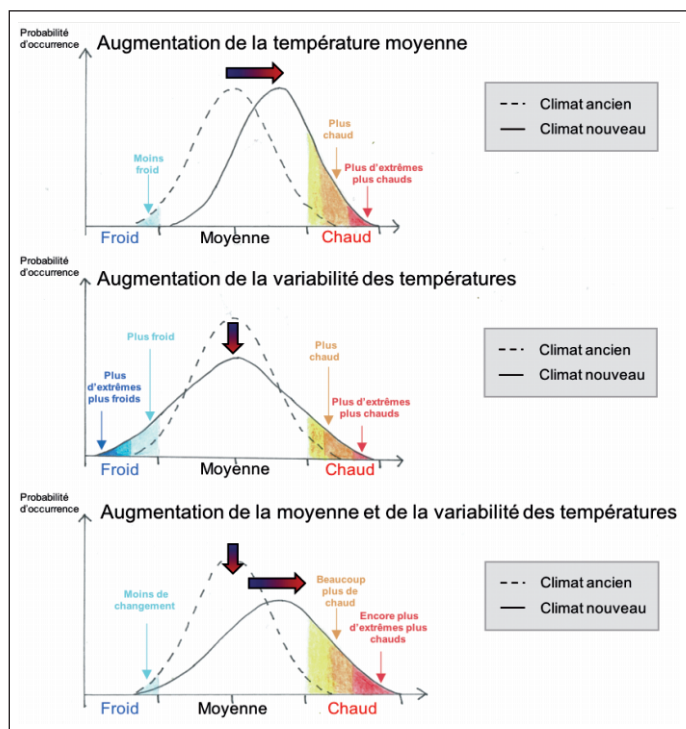 Probabilité
d'occurrence
Augmentation de la température moyenne
Climat ancien
Climat nouveau
Moins
froid
Plus
chaud
Plus d'extrêmes
plus chauds
Froid
Moyenne
Chaud
Probabilité
d'occurrence
Augmentation de la variabilité des températures
Climat ancien
Climat nouveau
Plus froid
Plus
d'extrêmes
plus froids
Plus
chaud
Plus d'extrêmes
plus chauds
Froid
Moyenne
Chaud
Probabilité
d'occurrence
Augmentation de la moyenne et de la variabilité des températures
Climat ancien
Climat nouveau
Moins de
changement
Beaucoup
plus de
chaud
Encore plus
d'extrêmes plus
chauds
Froid
Moyenne
Chaud